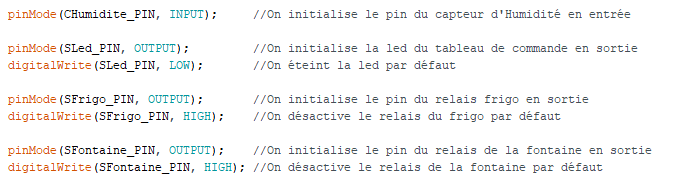 pinMode(CHumidite_PIN, INPUT);     //On initialise le pin du capteur d'Humidité en entrée
pinMode(SLed_PIN, OUTPUT);         //On initialise la led du tableau de commande en sortie
digitalWrite(SLed_PIN, LOW);       //On éteint la led par défaut
pinMode(SFrigo_PIN, OUTPUT);       //On initialise le pin du relais frigo en sortie
digitalWrite(SFrigo_PIN, HIGH);    //On désactive le relais du frigo par défaut
pinMode(SFontaine_PIN, OUTPUT);    //On initialise le pin du relais de la fontaine en sortie
digitalWrite(SFontaine_PIN, HIGH); //On désactive le relais de la fontaine par défaut